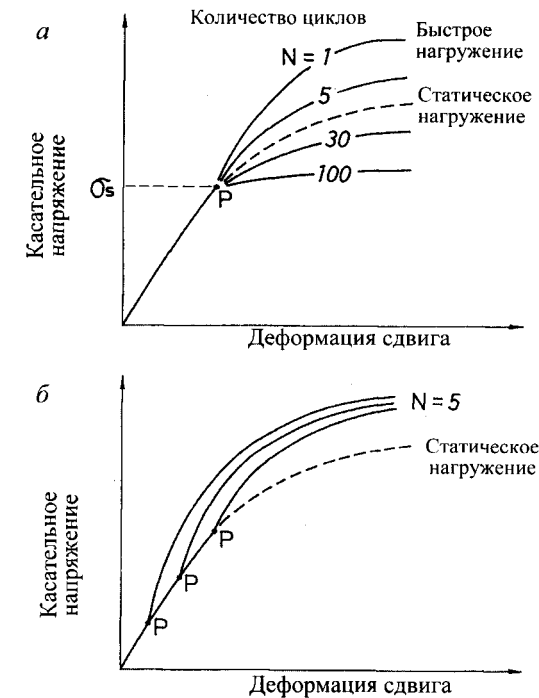 а
Количество циклов
N = 1
Быстрое
нагружение
5
Статическое
нагружение
30
100
σs
P
Касательное
напряжение
Деформация сдвига
б
N = 5
Статическое
нагружение
P
P
P
Касательное
напряжение
Деформация сдвига